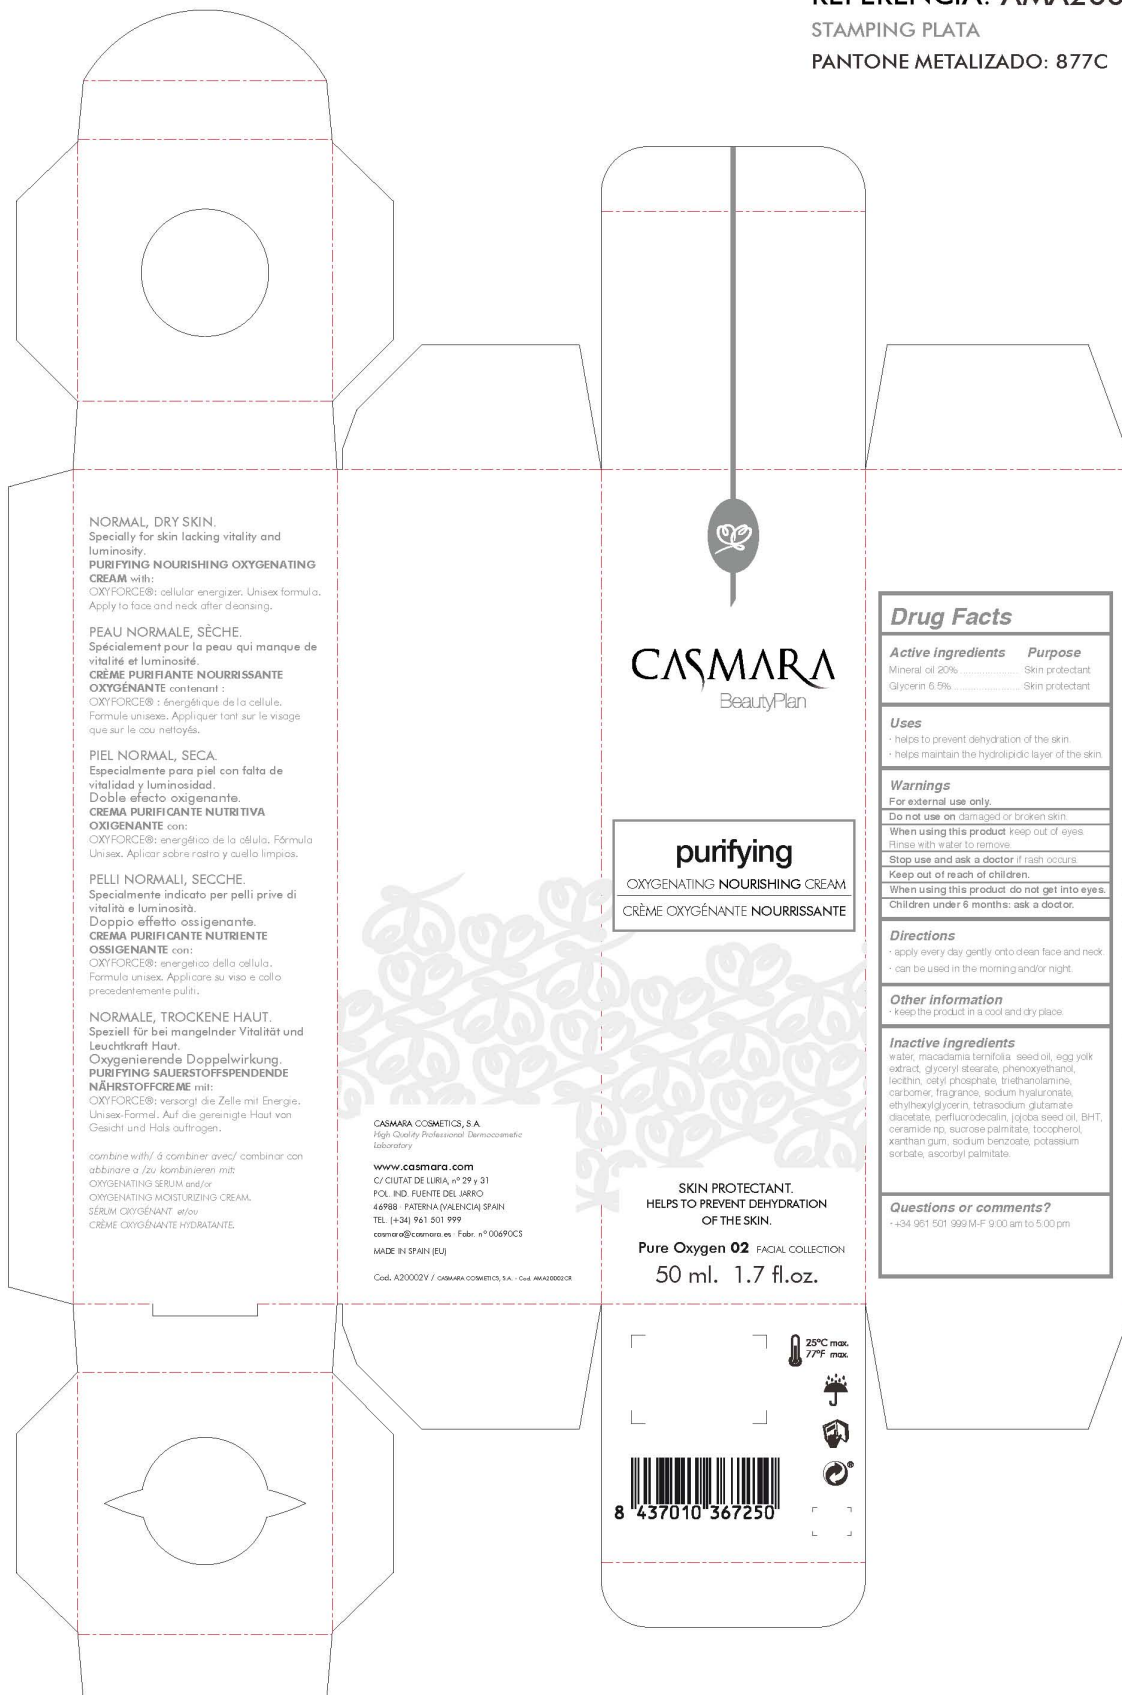 STAMPING PLATA
PANTONE METALIZADO: 877C
NORMAL, DRY SKIN.
Specially for skin lacking vitality and
luminosity.
PURIFYING NOURISHING OXYGENATING
CREAM with:
OXYFORCE®: cellular energizer. Unisex formula.
Apply to face and neck after cleansing.
PEAU NORMALE, SÈCHE.
Spécialement pour la peau qui manque de
vitalité et luminosité.
CRÈME PURIFIANTE NOURRISSANTE
OXYGÉNANTE contenant :
OXYFORCE® : énergétique de la cellule.
Formule unisexe. Appliquer tant sur le visage
que sur le cou nettoyés.
PIEL NORMAL, SECA.
Especialmente para piel con falta de
vitalidad y luminosidad.
Doble efecto oxigenante.
CREMA PURIFICANTE NUTRITIVA
OXIGENANTE con:
OXYFORCE®: energético de la célula. Fórmula
Unisex. Aplicar sobre rostro y cuello limpios.
PELLI NORMALI, SECCHE.
Specialmente indicato per pelli prive di
vitalità e luminosità.
Doppio effetto ossigenante.
CREMA PURIFICANTE NUTRIENTE
OSSIGENANTE con:
OXYFORCE®: energetico della cellula.
Formula unisex. Applicare su viso e collo
precedentemente puliti.
NORMALE, TROCKENE HAUT.
Speziell für bei mangelnder Vitalität und
Leuchtkraft Haut.
Oxygenierende Doppelwirkung.
PURIFYING SAUERSTOFFSPENDENDE
NÄHRSTOFFCREME mit:
OXYFORCE®: versorgt die Zelle mit Energie.
Unisex-Formel. Auf die gereinigte Haut von
Gesicht und Hals auftragen.
combine with/ á combiner avec/ combinar con
abbinare a /zu kombinieren mit:
OXYGENATING SERUM and/or
OXYGENATING MOISTURIZING CREAM.
SÉRUM OXYGÉNANT et/ou
CRÈME OXYGÉNANTE HYDRATANTE.
CASMARA COSMETICS, S.A.
High Quality Professional Dermocosmetic
Laboratory
www.casmara.com
C/ CIUTAT DE LLIRIA, nº 29 y 31
POL. IND. FUENTE DEL JARRO
46988 · PATERNA (VALENCIA) SPAIN
TEL. (+34) 961 501 999
casmara@casmara.es · Fabr. nº 00690CS
MADE IN SPAIN (EU)
Cod. A20002V / CASMARA COSMETICS, S.A. - Cod. AMA20002CR
CASMARA
BeautyPlan
purifying
OXYGENATING NOURISHING CREAM
CRÈME OXYGÉNANTE NOURRISSANTE
SKIN PROTECTANT.
HELPS TO PREVENT DEHYDRATION
OF THE SKIN.
Pure Oxygen 02 FACIAL COLLECTION
50 ml. 1.7 fl.oz.
25ºC max.
77ºF max.
8 437010 367250
Drug Facts
Active ingredients Purpose
Mineral oil 20% ..................... Skin protectant
Glycerin 6.5% ....................... Skin protectant
Uses
· helps to prevent dehydration of the skin.
· helps maintain the hydrolipidic layer of the skin.
Warnings
For external use only.
Do not use on damaged or broken skin.
When using this product keep out of eyes.
Rinse with water to remove.
Stop use and ask a doctor if rash occurs.
Keep out of reach of children.
When using this product do not get into eyes.
Children under 6 months: ask a doctor.
Directions
· apply every day gently onto clean face and neck.
· can be used in the morning and/or night.
Other information
· keep the product in a cool and dry place.
Inactive ingredients
water, macadamia ternifolia seed oil, egg yolk
extract, glyceryl stearate, phenoxyethanol,
lecithin, cetyl phosphate, triethanolamine,
carbomer, fragrance, sodium hyaluronate,
ethylhexylglycerin, tetrasodium glutamate
diacetate, perfluorodecalin, jojoba seed oil, BHT,
ceramide np, sucrose palmitate, tocopherol,
xanthan gum, sodium benzoate, potassium
sorbate, ascorbyl palmitate.
Questions or comments?
· +34 961 501 999 M-F 9:00 am to 5:00 pm